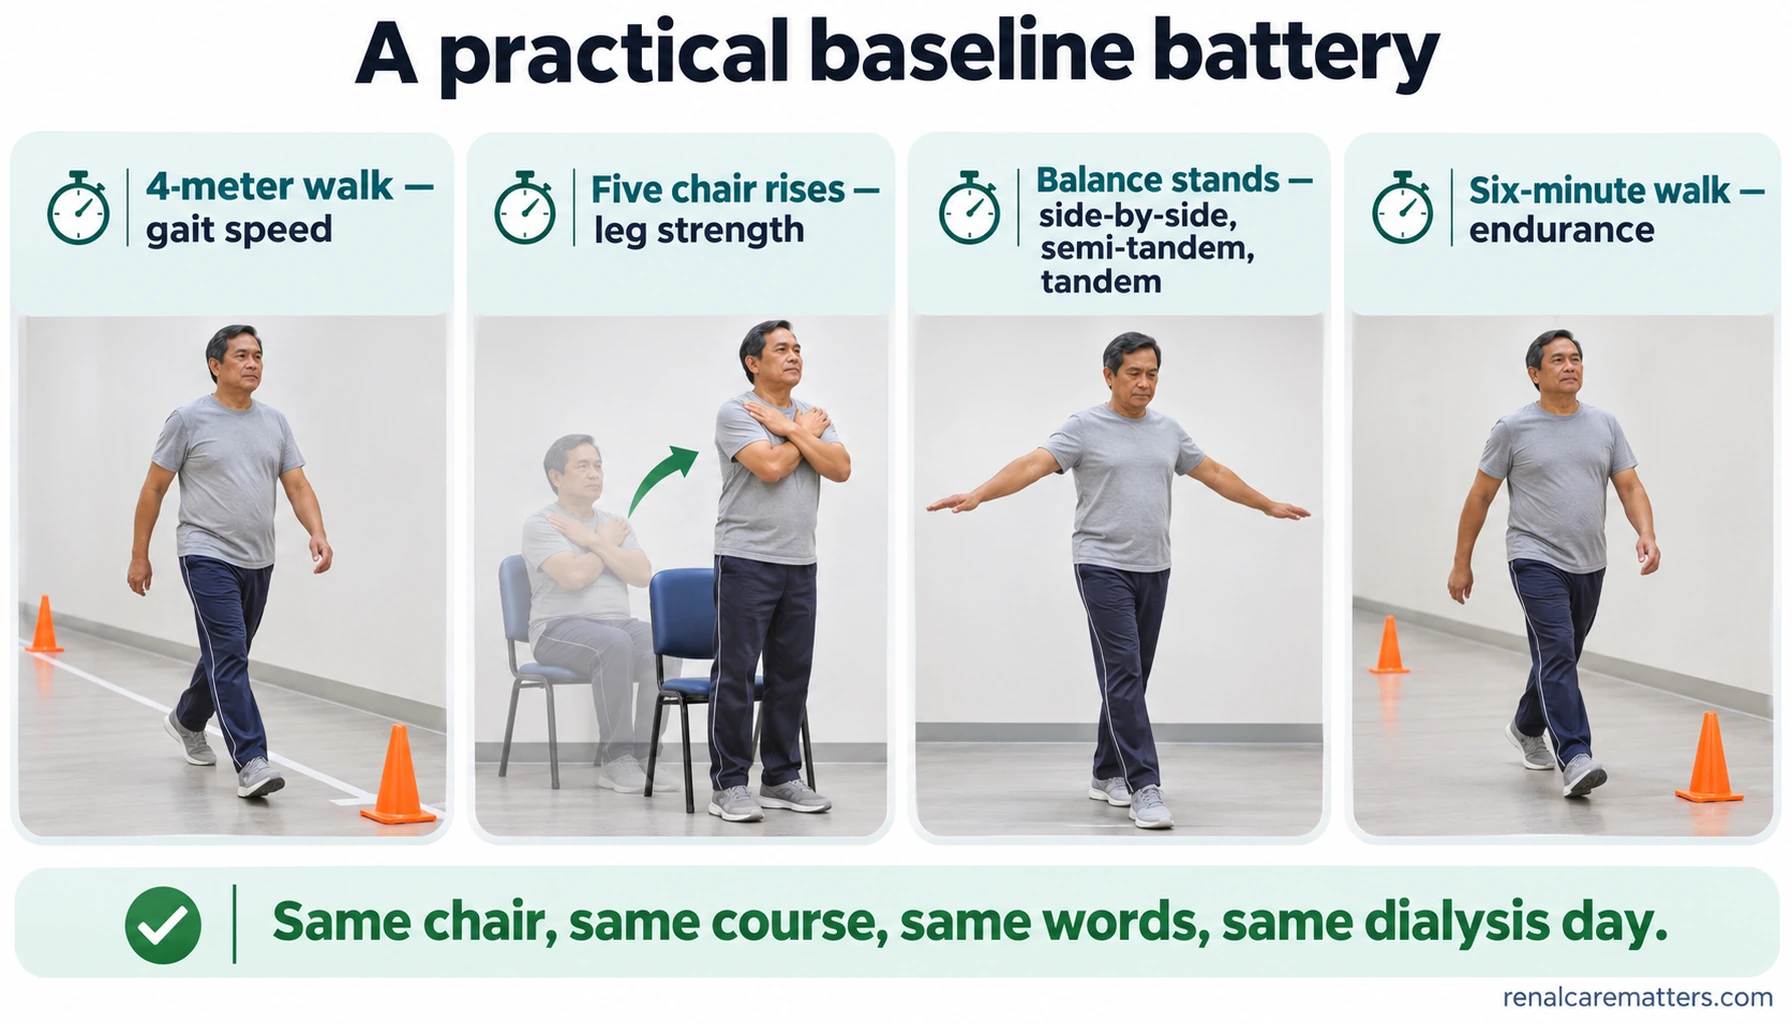 A practical baseline battery
4-meter walk —
gait speed
Five chair rises —
leg strength
Balance stands —
side-by-side,
semi-tandem,
tandem
Six-minute walk —
endurance
Same chair, same course, same words, same dialysis day.
renalcarematters.com